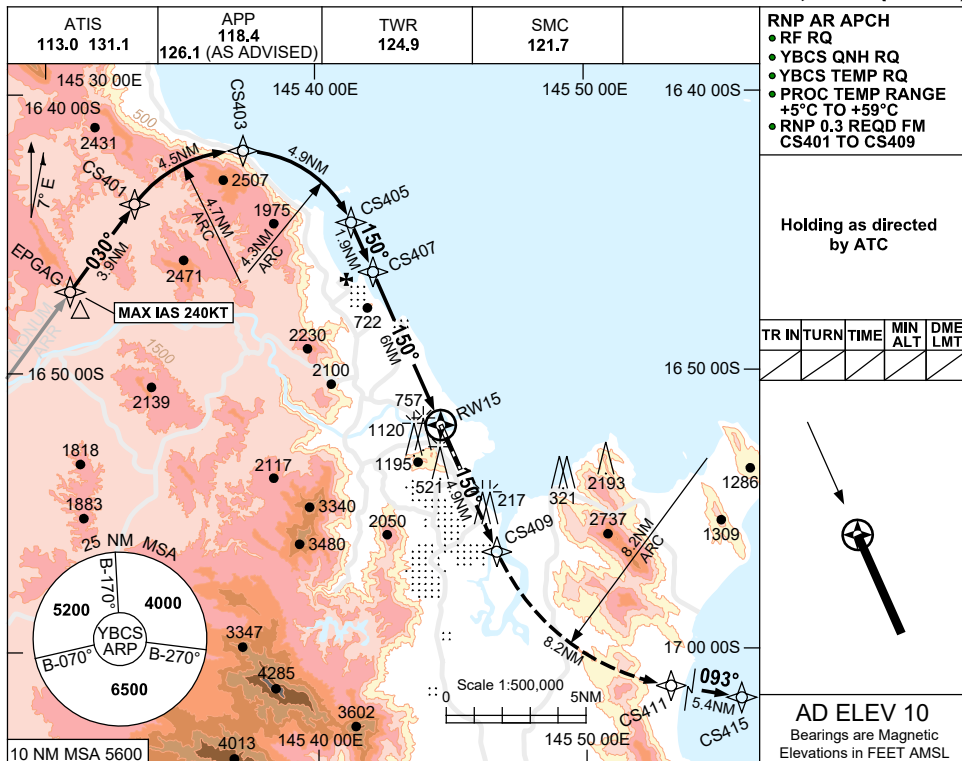 ATIS
113.0 131.1
APP
118.4
126.1 (AS ADVISED)
TWR
124.9
SMC
121.7
RNP AR APCH
● RF RQ
● YBCS QNH RQ
● YBCS TEMP RQ
● PROC TEMP RANGE
+5°C TO +59°C
● RNP 0.3 REQD FM
CS401 TO CS409
Holding as directed
by ATC
TR IN
TURN
TIME
MIN ALT
DME LMT
AD ELEV 10
Bearings are Magnetic
Elevations in FEET AMSL
145 30 00E
145 40 00E
145 50 00E
16 40 00S
16 40 00S
CS403
500
2431
4.5NM
4.9NM
CS401
2507
7° E
4.7NM
ARC
1975
CS405
4.3NM
ARC
150°
1.9NM
030°
3.9NM
CS407
EPGAG
2471
MAX IAS 240KT
722
NONUM
ARR
150°
6NM
2230
1500
16 50 00S
16 50 00S
2100
2139
757
RW15
1120
1818
1195
2117
150°
4.9NM
521
217
321
2193
1286
1883
3340
2050
2737
1309
3480
CS409
8.2NM
ARC
25 NM MSA
B-170°
5200
4000
YBCS
ARP
B-070°
B-270°
6500
3347
8.2NM
17 00 00S
4285
093°
Scale 1:500,000
0
5NM
CS411
5.4NM
CS415
3602
10 NM MSA 5600
4013
145 40 00E
145 50 00E